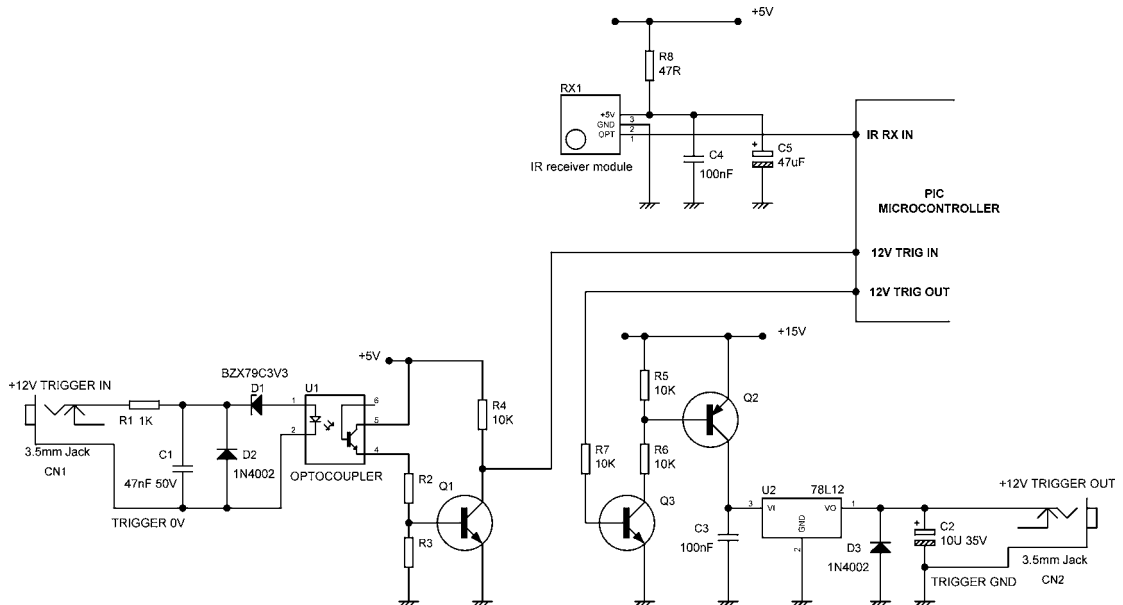 +5V
R8
47R
RX1
+5V
GND
OPT
3
2
1
IR receiver module
C4
100nF
+
C5
47uF
IR RX IN
PIC
MICROCONTROLLER
12V TRIG IN
12V TRIG OUT
+15V
+5V
+12V TRIGGER IN
BZX79C3V3
D1
U1
1
6
5
2
4
R1 1K
3.5mm Jack
CN1
C1
47nF 50V
D2
1N4002
OPTOCOUPLER
TRIGGER 0V
R4
10K
R2
R3
Q1
R5
10K
Q2
R7
10K
R6
10K
Q3
C3
100nF
U2
78L12
3
VI
VO
1
GND
2
D3
1N4002
+
C2
10U 35V
+12V TRIGGER OUT
3.5mm Jack
CN2
TRIGGER GND